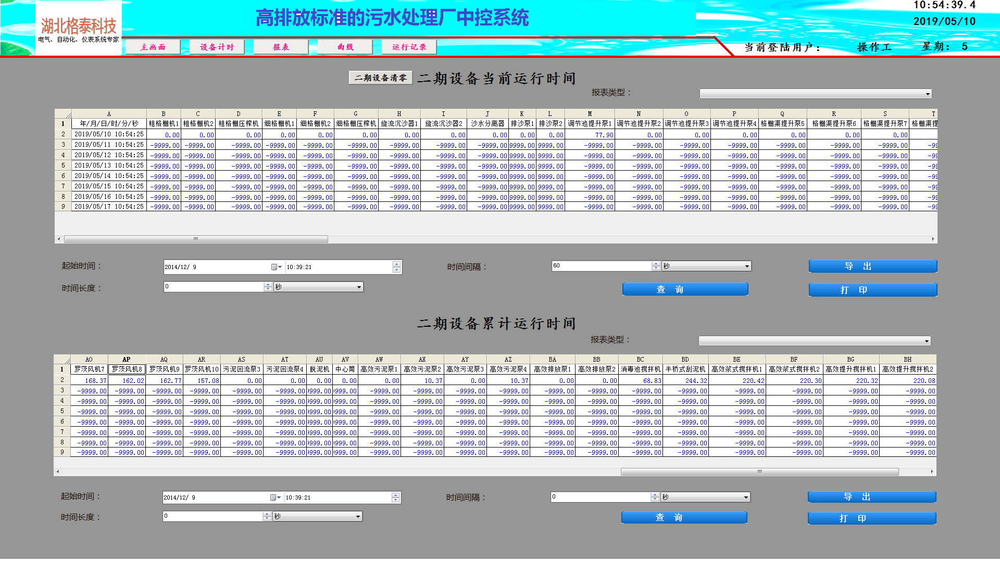 湖北格泰科技
电气、自动化、仪表系统专家
高排放标准的污水处理厂中控系统
10:54:39.4
2019/05/10
主画面 设备计时 报表 曲线 运行记录
当前登陆用户： 操作工 星期： 5
二期设备清零 二期设备当前运行时间
报表类型：
A B C D E F G H I J K L M N O P Q R S T
1 年/月/日/时/分/秒 粗格栅机1 粗格栅机2 粗格栅压榨机 细格栅机1 细格栅机2 细格栅压榨机 旋流沉沙器1 旋流沉沙器2 沙水分离器 排沙泵1 排沙泵2 调节池提升泵1 调节池提升泵2 调节池提升泵3 调节池提升泵4 格栅渠提升泵5 格栅渠提升泵6 格栅渠提升泵7 格栅渠提
2 2019/05/10 10:54:25 0.00 0.00 0.00 0.00 0.00 0.00 0.00 0.00 0.00 0.00 0.00 77.90 0.00 0.00 0.00 0.00 0.00 0.00
3 2019/05/11 10:54:25 -9999.00 -9999.00 -9999.00 -9999.00 -9999.00 -9999.00 -9999.00 -9999.00 -9999.00 9999.00 9999.00 -9999.00 -9999.00 -9999.00 -9999.00 -9999.00 -9999.00 -9999.00 -99
4 2019/05/12 10:54:25 -9999.00 -9999.00 -9999.00 -9999.00 -9999.00 -9999.00 -9999.00 -9999.00 -9999.00 9999.00 9999.00 -9999.00 -9999.00 -9999.00 -9999.00 -9999.00 -9999.00 -9999.00 -99
5 2019/05/13 10:54:25 -9999.00 -9999.00 -9999.00 -9999.00 -9999.00 -9999.00 -9999.00 -9999.00 -9999.00 9999.00 9999.00 -9999.00 -9999.00 -9999.00 -9999.00 -9999.00 -9999.00 -9999.00 -99
6 2019/05/14 10:54:25 -9999.00 -9999.00 -9999.00 -9999.00 -9999.00 -9999.00 -9999.00 -9999.00 -9999.00 9999.00 9999.00 -9999.00 -9999.00 -9999.00 -9999.00 -9999.00 -9999.00 -9999.00 -99
7 2019/05/15 10:54:25 -9999.00 -9999.00 -9999.00 -9999.00 -9999.00 -9999.00 -9999.00 -9999.00 -9999.00 9999.00 9999.00 -9999.00 -9999.00 -9999.00 -9999.00 -9999.00 -9999.00 -9999.00 -99
8 2019/05/16 10:54:25 -9999.00 -9999.00 -9999.00 -9999.00 -9999.00 -9999.00 -9999.00 -9999.00 -9999.00 9999.00 9999.00 -9999.00 -9999.00 -9999.00 -9999.00 -9999.00 -9999.00 -9999.00 -99
9 2019/05/17 10:54:25 -9999.00 -9999.00 -9999.00 -9999.00 -9999.00 -9999.00 -9999.00 -9999.00 -9999.00 9999.00 9999.00 -9999.00 -9999.00 -9999.00 -9999.00 -9999.00 -9999.00 -9999.00 -99
起始时间： 2014/12/ 9 10:39:21 时间间隔： 60 秒 导 出
时间长度： 0 秒 查 询 打 印
二期设备累计运行时间
报表类型：
AO AP AQ AR AS AT AU AV AW AX AY AZ BA BB BC BD BE BF BG BH
1 罗茨风机7 罗茨风机8 罗茨风机9 罗茨风机10 污泥回流泵3 污泥回流泵4 脱泥机 中心筒 高效污泥泵1 高效污泥泵2 高效污泥泵3 高效污泥泵4 高效排放泵1 高效排放泵2 消毒池搅拌机 半桥式刮泥机 高效浆式搅拌机1 高效浆式搅拌机2 高效提升搅拌机1 高效提升搅拌机2
2 168.37 162.02 162.77 157.08 0.00 0.00 0.00 0.00 0.00 10.37 0.00 10.37 0.00 0.00 68.83 244.32 220.42 220.30 220.32 220.08
3 -9999.00 -9999.00 -9999.00 -9999.00 -9999.00 -9999.00 9999.00 9999.00 -9999.00 -9999.00 -9999.00 -9999.00 -9999.00 -9999.00 -9999.00 -9999.00 -9999.00 -9999.00 -9999.00 -9999.00
4 -9999.00 -9999.00 -9999.00 -9999.00 -9999.00 -9999.00 9999.00 9999.00 -9999.00 -9999.00 -9999.00 -9999.00 -9999.00 -9999.00 -9999.00 -9999.00 -9999.00 -9999.00 -9999.00 -9999.00
5 -9999.00 -9999.00 -9999.00 -9999.00 -9999.00 -9999.00 9999.00 9999.00 -9999.00 -9999.00 -9999.00 -9999.00 -9999.00 -9999.00 -9999.00 -9999.00 -9999.00 -9999.00 -9999.00 -9999.00
6 -9999.00 -9999.00 -9999.00 -9999.00 -9999.00 -9999.00 9999.00 9999.00 -9999.00 -9999.00 -9999.00 -9999.00 -9999.00 -9999.00 -9999.00 -9999.00 -9999.00 -9999.00 -9999.00 -9999.00
7 -9999.00 -9999.00 -9999.00 -9999.00 -9999.00 -9999.00 9999.00 9999.00 -9999.00 -9999.00 -9999.00 -9999.00 -9999.00 -9999.00 -9999.00 -9999.00 -9999.00 -9999.00 -9999.00 -9999.00
8 -9999.00 -9999.00 -9999.00 -9999.00 -9999.00 -9999.00 9999.00 9999.00 -9999.00 -9999.00 -9999.00 -9999.00 -9999.00 -9999.00 -9999.00 -9999.00 -9999.00 -9999.00 -9999.00 -9999.00
9 -9999.00 -9999.00 -9999.00 -9999.00 -9999.00 -9999.00 9999.00 9999.00 -9999.00 -9999.00 -9999.00 -9999.00 -9999.00 -9999.00 -9999.00 -9999.00 -9999.00 -9999.00 -9999.00 -9999.00
起始时间： 2014/12/ 9 10:39:21 时间间隔： 0 秒 导 出
时间长度： 0 秒 查 询 打 印